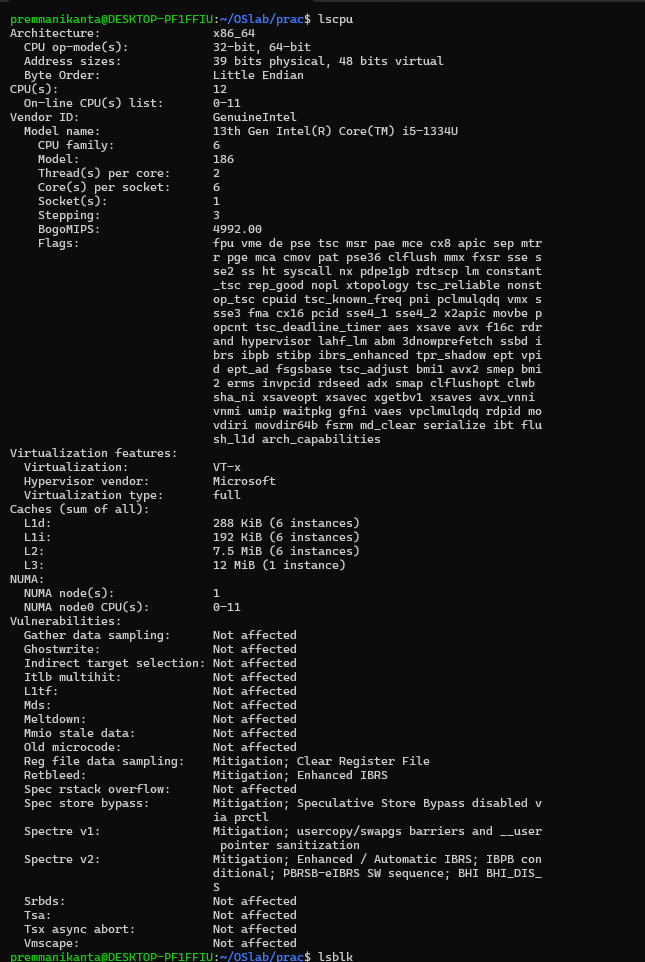 premmanikanta@DESKTOP-PF1FFIU:~/OSlab/prac$ lscpu
Architecture: x86_64
CPU op-mode(s): 32-bit, 64-bit
Address sizes: 39 bits physical, 48 bits virtual
Byte Order: Little Endian
CPU(s): 12
On-line CPU(s) list: 0-11
Vendor ID: GenuineIntel
Model name: 13th Gen Intel(R) Core(TM) i5-1334U
CPU family: 6
Model: 186
Thread(s) per core: 2
Core(s) per socket: 6
Socket(s): 1
Stepping: 3
BogoMIPS: 4992.00
Flags: fpu vme de pse tsc msr pae mce cx8 apic sep mtr
r pge mca cmov pat pse36 clflush mmx fxsr sse s
se2 ss ht syscall nx pdpe1gb rdtscp lm constant
_tsc rep_good nopl xtopology tsc_reliable nonst
op_tsc cpuid tsc_known_freq pni pclmulqdq vmx s
sse3 fma cx16 pcid sse4_1 sse4_2 x2apic movbe p
opcnt tsc_deadline_timer aes xsave avx f16c rdr
and hypervisor lahf_lm abm 3dnowprefetch ssbd i
brs ibpb stibp ibrs_enhanced tpr_shadow ept vpi
d ept_ad fsgsbase tsc_adjust bmi1 avx2 smep bmi
2 erms invpcid rdseed adx smap clflushopt clwb
sha_ni xsaveopt xsavec xgetbv1 xsaves avx_vnni
vnmi umip waitpkg gfni vaes vpclmulqdq rdpid mo
vdiri movdir64b fsrm md_clear serialize ibt flu
sh_l1d arch_capabilities
Virtualization features:
Virtualization: VT-x
Hypervisor vendor: Microsoft
Virtualization type: full
Caches (sum of all):
L1d: 288 KiB (6 instances)
L1i: 192 KiB (6 instances)
L2: 7.5 MiB (6 instances)
L3: 12 MiB (1 instance)
NUMA:
NUMA node(s): 1
NUMA node0 CPU(s): 0-11
Vulnerabilities:
Gather data sampling: Not affected
Ghostwrite: Not affected
Indirect target selection: Not affected
Itlb multihit: Not affected
L1tf: Not affected
Mds: Not affected
Meltdown: Not affected
Mmio stale data: Not affected
Old microcode: Not affected
Reg file data sampling: Mitigation; Clear Register File
Retbleed: Mitigation; Enhanced IBRS
Spec rstack overflow: Not affected
Spec store bypass: Mitigation; Speculative Store Bypass disabled v
ia prctl
Spectre v1: Mitigation; usercopy/swapgs barriers and __user
pointer sanitization
Spectre v2: Mitigation; Enhanced / Automatic IBRS; IBPB con
ditional; PBRSB-eIBRS SW sequence; BHI BHI_DIS_
S
Srbds: Not affected
Tsa: Not affected
Tsx async abort: Not affected
Vmscape: Not affected
premmanikanta@DESKTOP-PF1FFIU:~/OSlab/prac$ lsblk